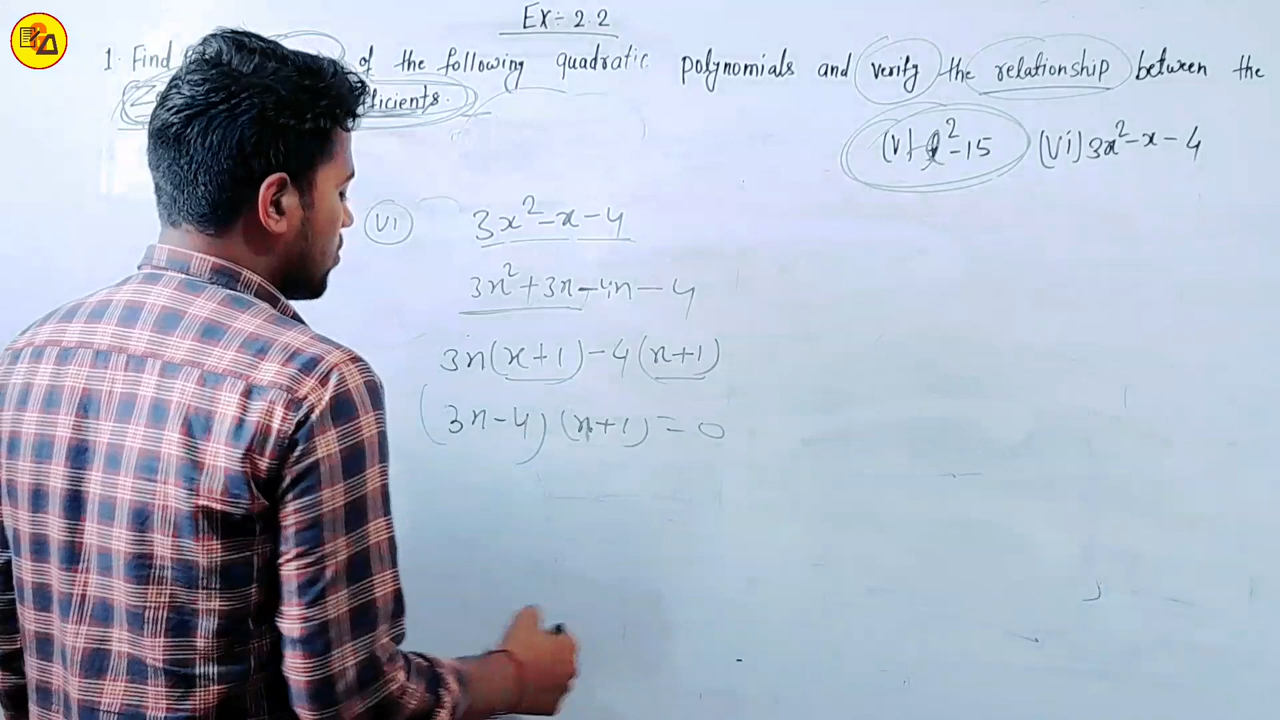 Ex:- 2.2
1. Find of the following quadratic polynomials and verify the relationship between the
efficients.
(v) t²-15 (vi) 3x²-x-4
(vi) 3x²-x-4
3x²+3x-4x-4
3x(x+1)-4(x+1)
(3x-4)(x+1)=0